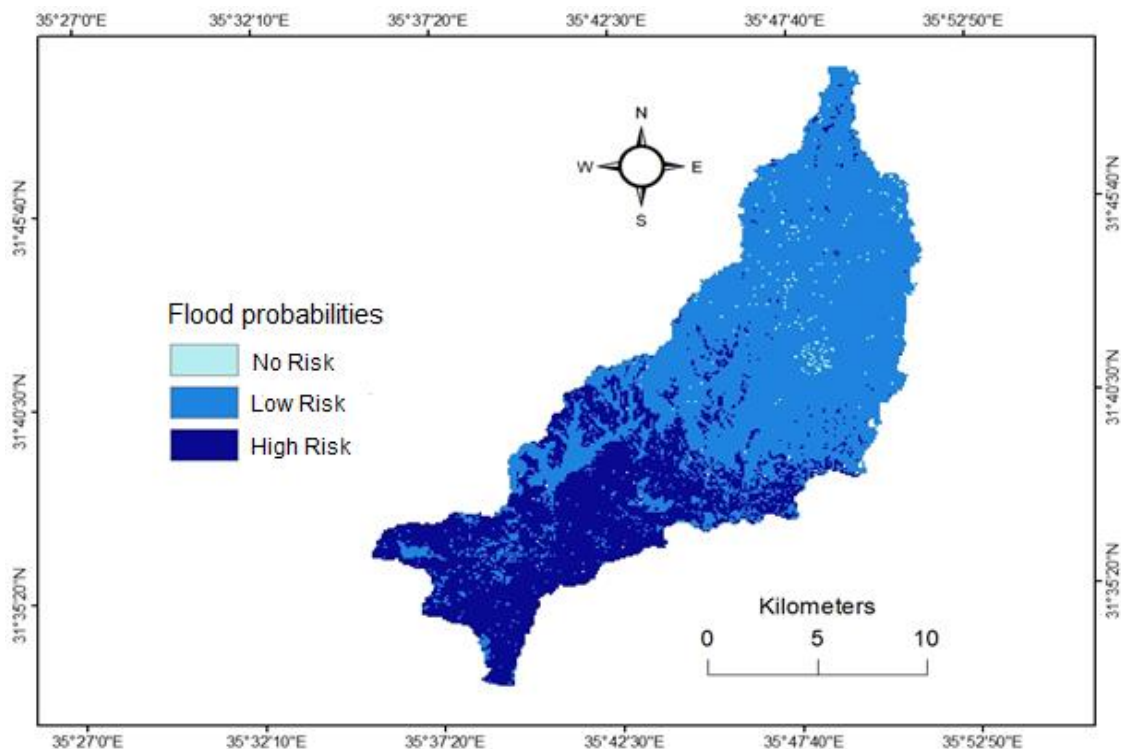 35°27'0"E 35°32'10"E 35°37'20"E 35°42'30"E 35°47'40"E 35°52'50"E
N
W E
S
31°45'40"N 31°45'40"N
Flood probabilities
No Risk
Low Risk
High Risk
31°40'30"N 31°40'30"N
31°35'20"N 31°35'20"N
Kilometers
0 5 10
35°27'0"E 35°32'10"E 35°37'20"E 35°42'30"E 35°47'40"E 35°52'50"E